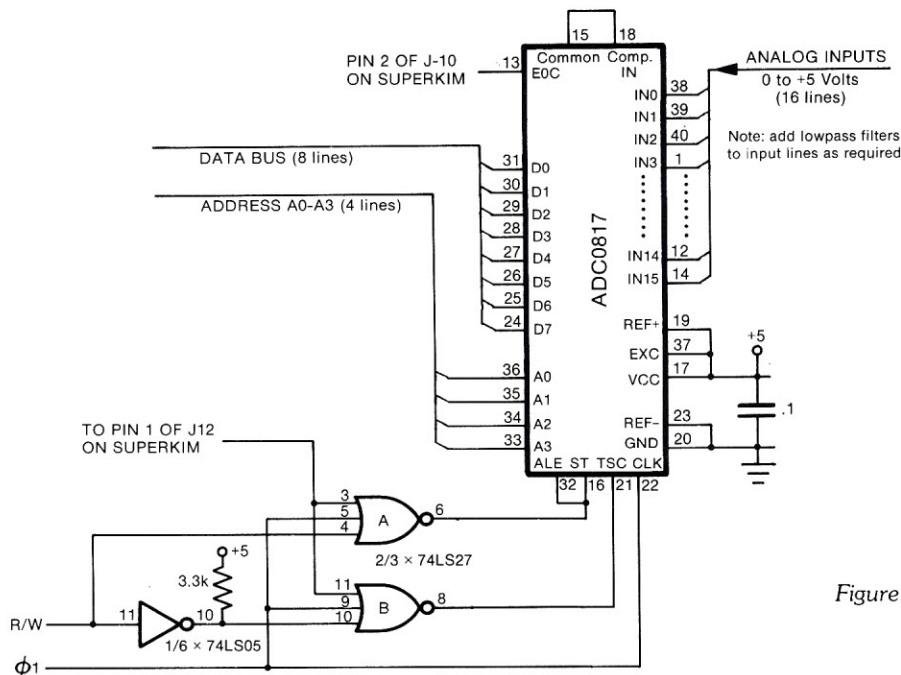 15 18
Common Comp.
IN
PIN 2 OF J-10
ON SUPERKIM
13
E0C
ANALOG INPUTS
0 to +5 Volts
(16 lines)
Note: add lowpass filters
to input lines as required
38
IN0
39
IN1
40
IN2
1
IN3
12
IN14
14
IN15
DATA BUS (8 lines)
ADDRESS A0-A3 (4 lines)
31 D0
30 D1
29 D2
28 D3
27 D4
26 D5
25 D6
24 D7
ADC0817
REF+ 19
EXC 37
VCC 17
+5
.1
REF– 23
GND 20
36 A0
35 A1
34 A2
33 A3
ALE ST TSC CLK
32 16 21 22
TO PIN 1 OF J12
ON SUPERKIM
3
5
4
A
6
2/3 × 74LS27
+5
3.3k
11
9
10
B
8
R/W
11
10
1/6 × 74LS05
ϕ1
Figure